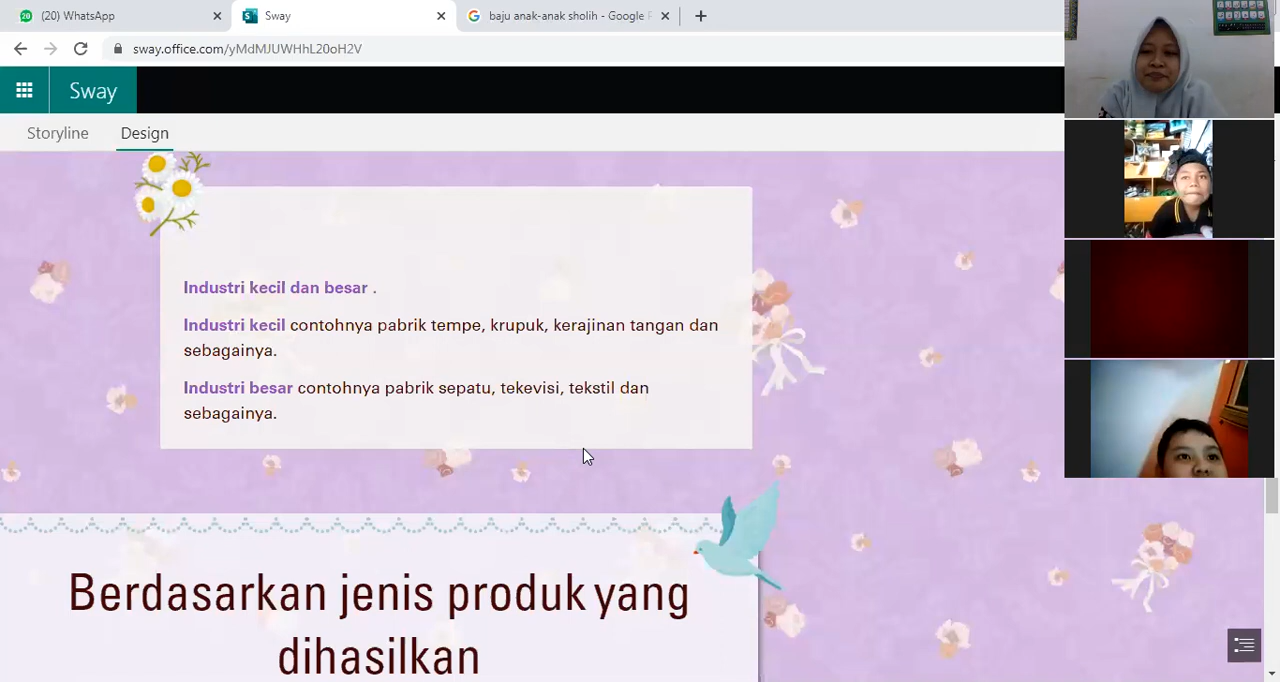 (20) WhatsApp
Sway
baju anak-anak sholih - Google
sway.office.com/yMdMJUWHhL20oH2V
Sway
Storyline
Design
Industri kecil dan besar .
Industri kecil contohnya pabrik tempe, krupuk, kerajinan tangan dan
sebagainya.
Industri besar contohnya pabrik sepatu, tekevisi, tekstil dan
sebagainya.
Berdasarkan jenis produk yang
dihasilkan